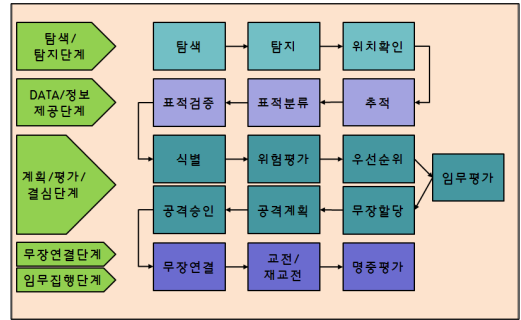 탐색/
탐지단계
탐색
탐지
위치확인
DATA/정보
제공단계
표적검증
표적분류
추적
계획/평가/
결심단계
식별
위험평가
우선순위
임무평가
공격승인
공격계획
무장할당
무장연결단계
임무집행단계
무장연결
교전/
재교전
명중평가